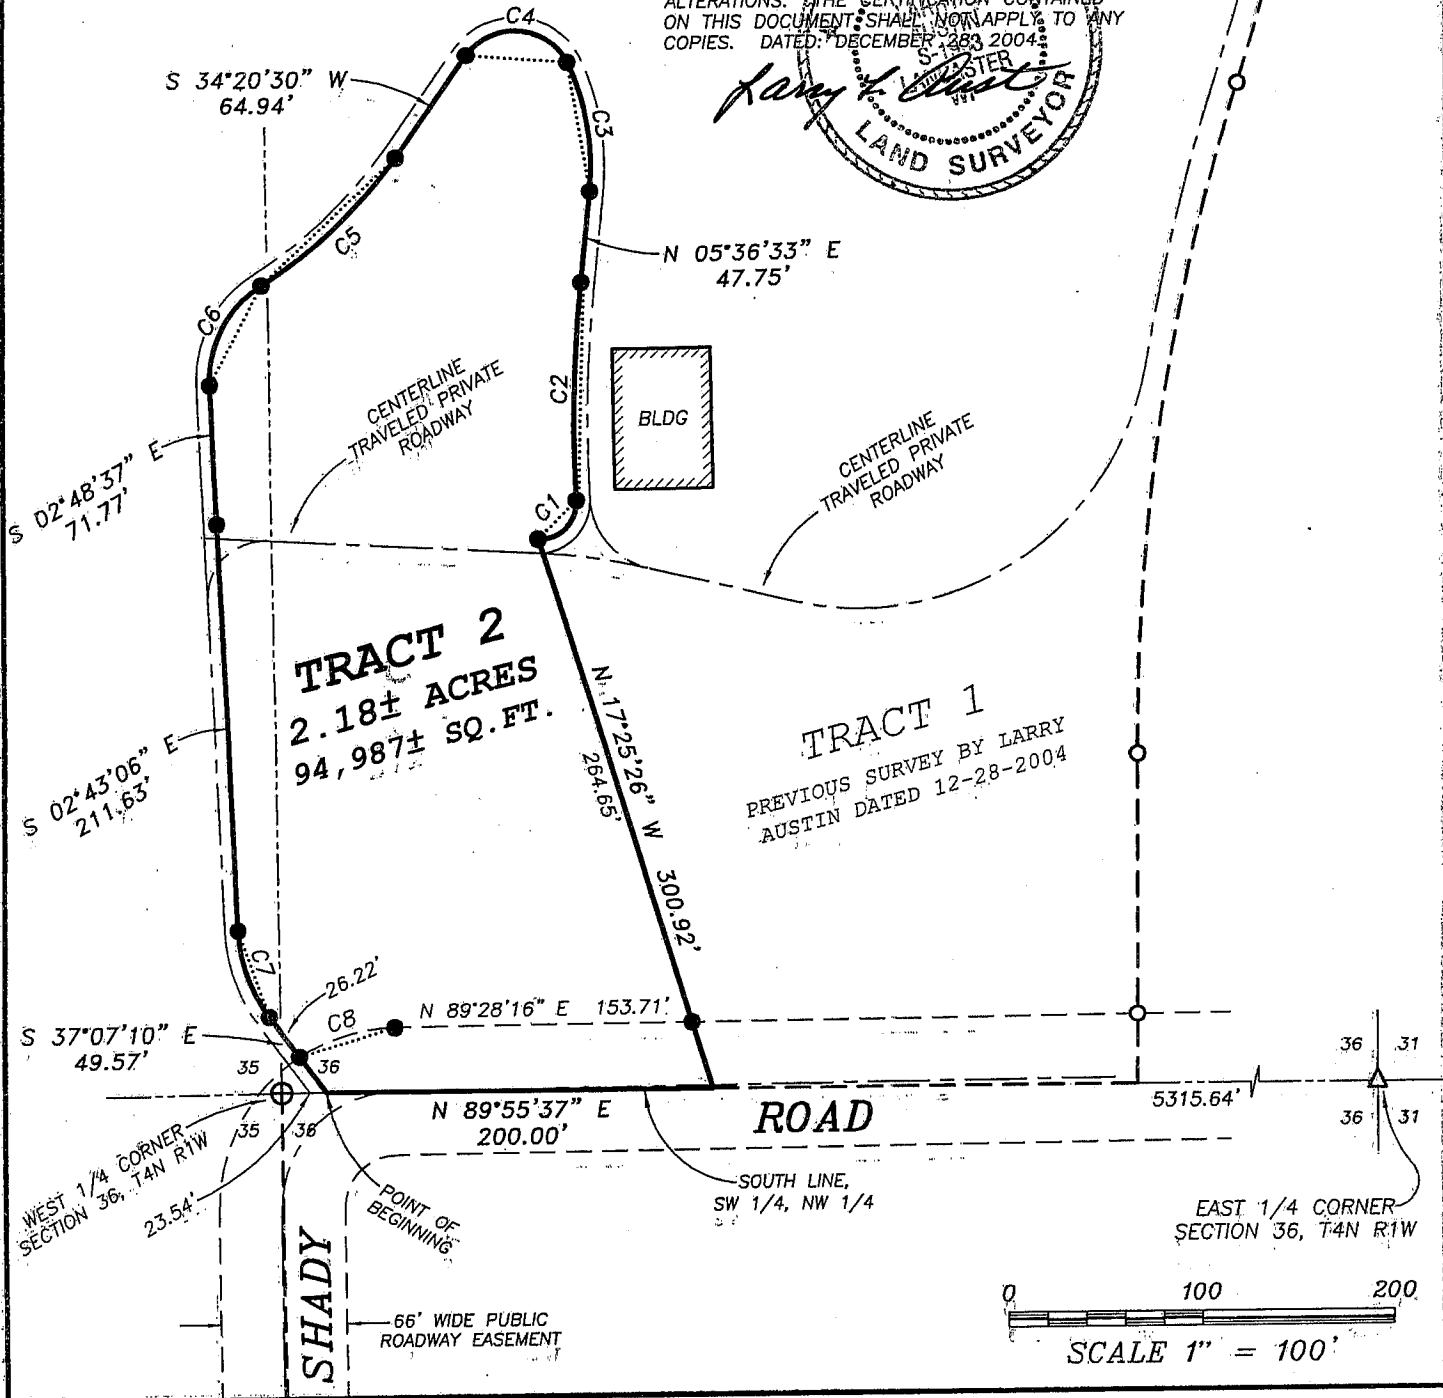 ALTERATIONS. THE CERTIFICATION CONTAINED
ON THIS DOCUMENT SHALL NOT APPLY TO ANY
COPIES. DATED: DECEMBER 28, 2004.
LAND SURVEYOR
C4
S 34°20'30" W
64.94'
C3
C5
N 05°36'33" E
47.75'
C6
C2
BLDG
CENTERLINE
TRAVELED PRIVATE
ROADWAY
CENTERLINE
TRAVELED PRIVATE
ROADWAY
S 02°48'37" E
71.77'
C1
TRACT 2
2.18± ACRES
94,987± SQ.FT.
N 17°25'26" W 300.92'
264.65'
TRACT 1
PREVIOUS SURVEY BY LARRY
AUSTIN DATED 12-28-2004
S 02°43'06" E
211.63'
C7
26.22'
C8
N 89°28'16" E 153.71'
S 37°07'10" E
49.57'
35 36
35 36
36 31
36 31
N 89°55'37" E
200.00'
ROAD
5315.64'
WEST 1/4 CORNER
SECTION 36, T4N R1W
23.54'
POINT OF
BEGINNING
SOUTH LINE,
SW 1/4, NW 1/4
EAST 1/4 CORNER
SECTION 36, T4N R1W
SHADY
66' WIDE PUBLIC
ROADWAY EASEMENT
0 100 200
SCALE 1" = 100'